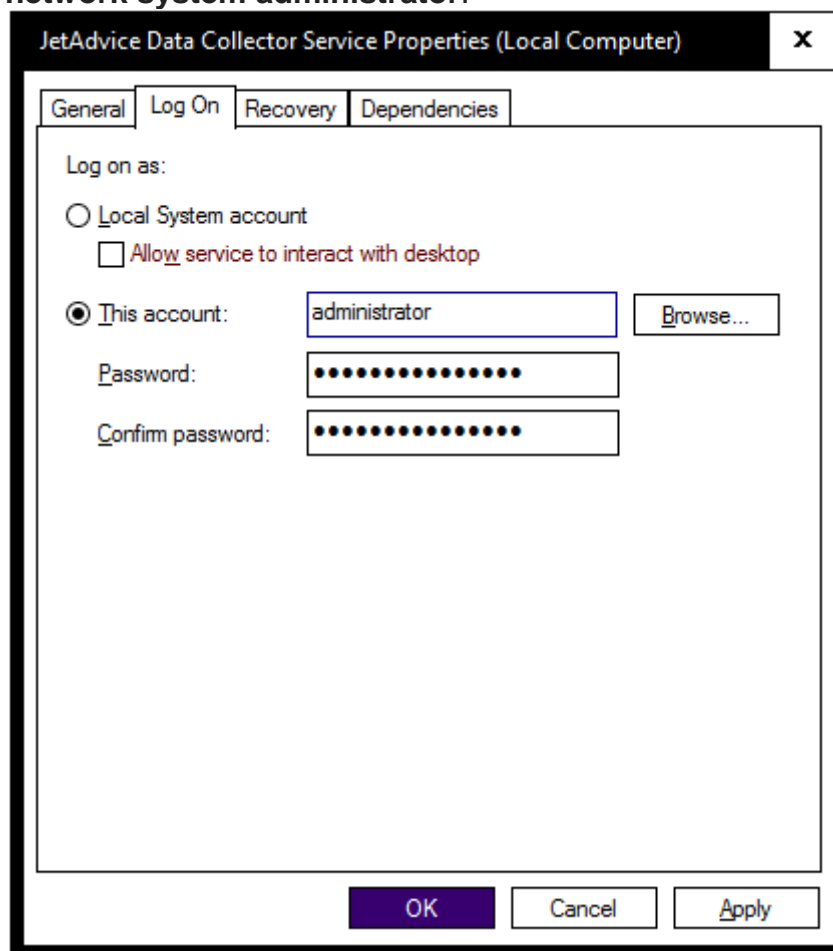 network system administrator.
JetAdvice Data Collector Service Properties (Local Computer) x
General Log On Recovery Dependencies
Log on as:
Local System account
Allow service to interact with desktop
This account: administrator Browse...
Password: ●●●●●●●●●●●●●●●
Confirm password: ●●●●●●●●●●●●●●●
OK Cancel Apply